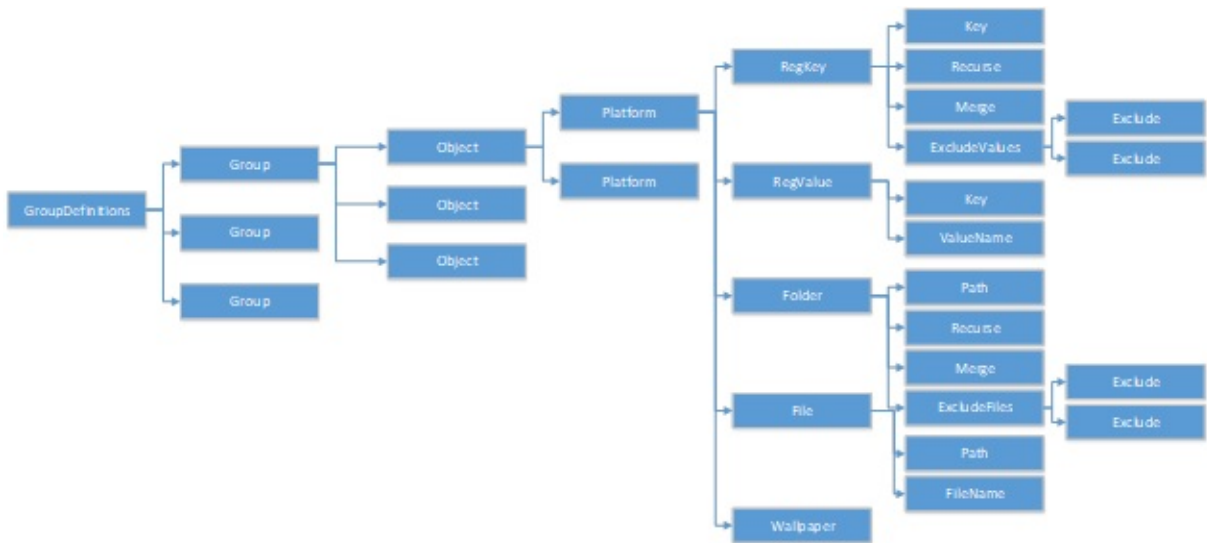 GroupDefinitions
Group
Group
Group
Object
Object
Object
Platform
Platform
RegKey
RegValue
Folder
File
Wallpaper
Key
Recurse
Merge
ExcludeValues
Key
ValueName
Path
Recurse
Merge
ExcludeFiles
Path
FileName
Exclude
Exclude
Exclude
Exclude